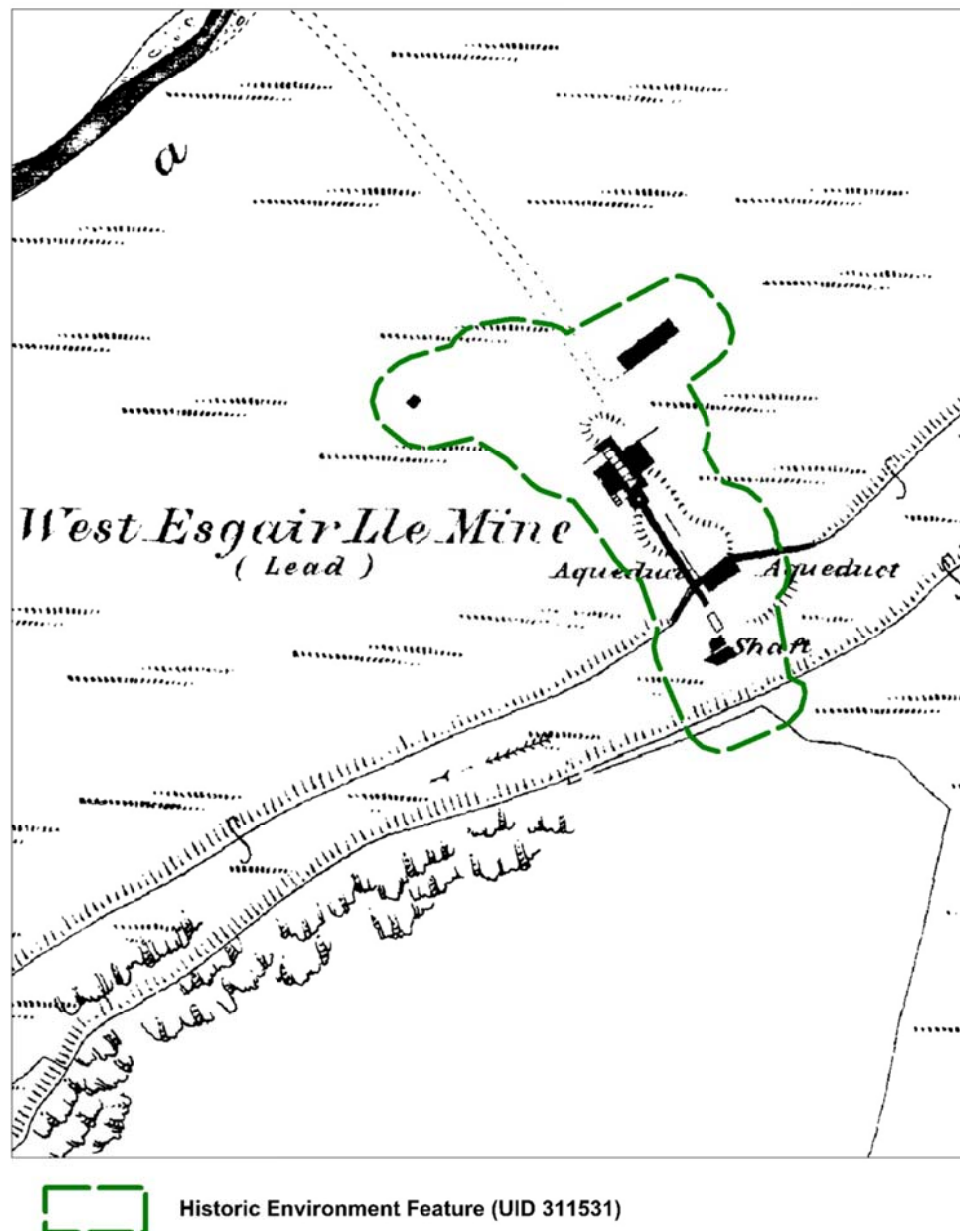 a
West Esgair Lle Mine
( Lead )
Aqueduct
Aqueduct
Shaft
Historic Environment Feature (UID 311531)